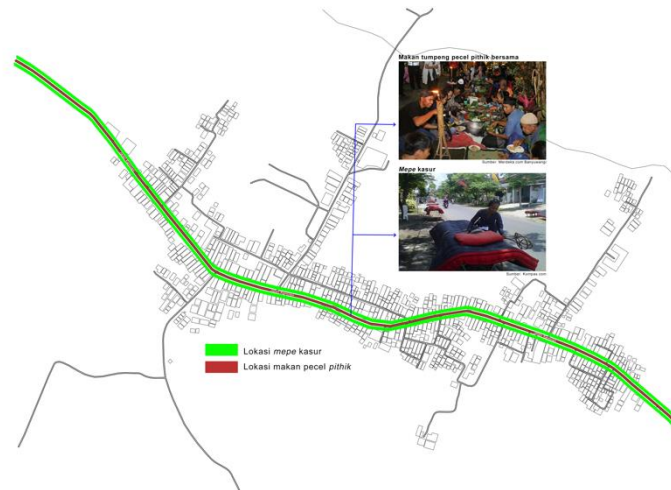 Makan tumpeng pecel pithik bersama
Sumber: Merdeka.com Banyuwangi
Mepe kasur
Sumber: Kompas.com
Lokasi mepe kasur
Lokasi makan pecel pithik